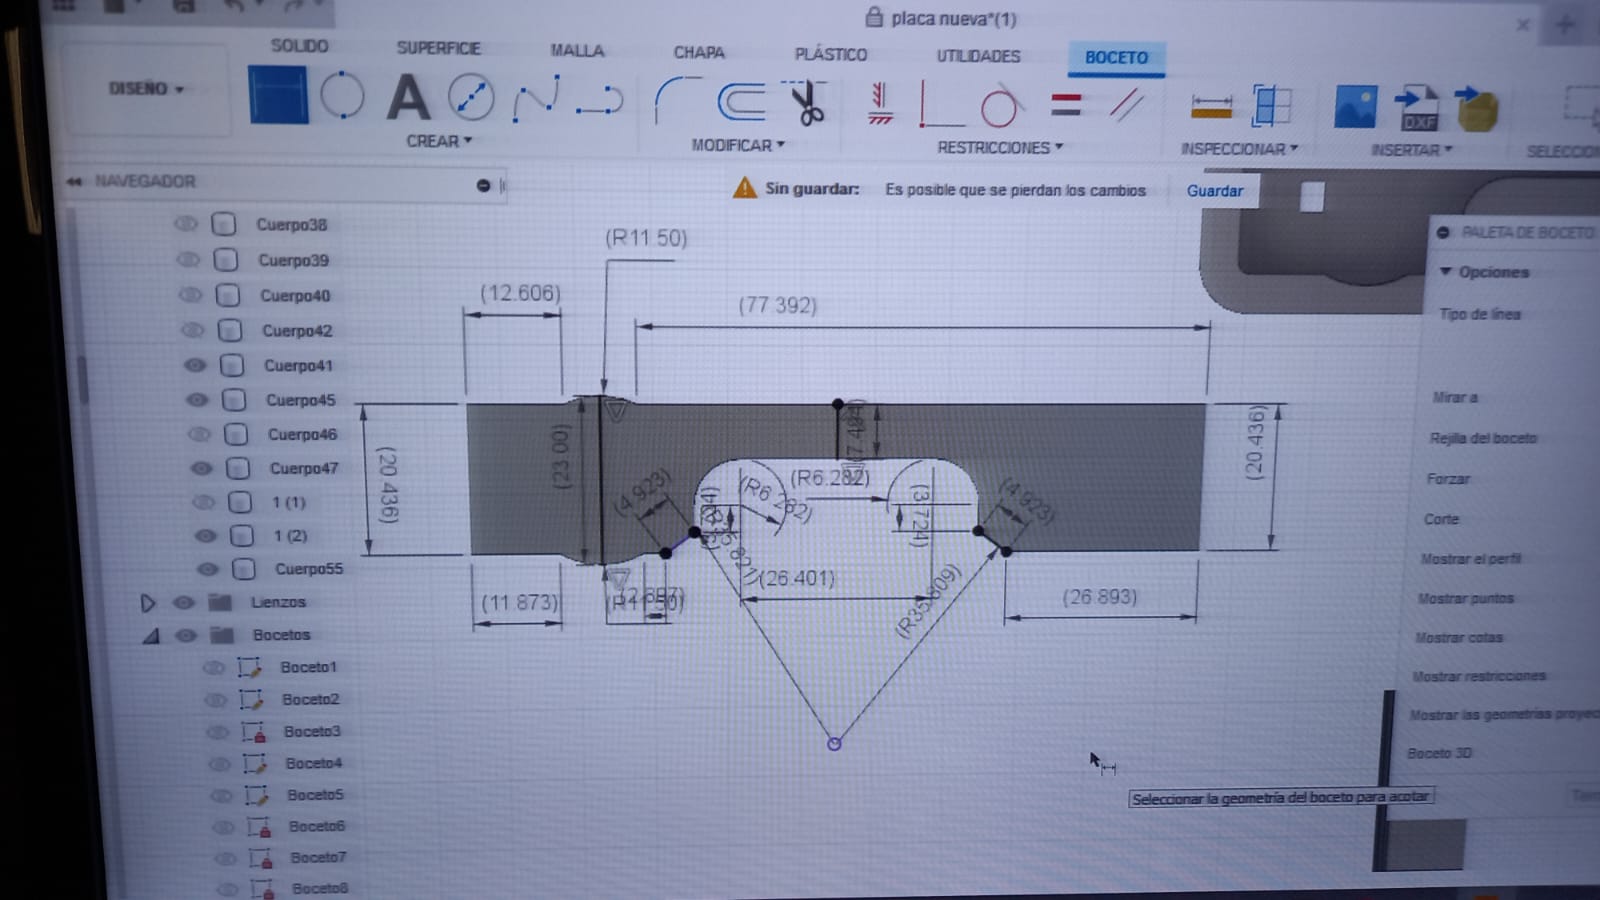 placa nueva*(1)
SOLIDO SUPERFICIE MALLA CHAPA PLÁSTICO UTILIDADES BOCETO
DISEÑO
A
DXF
CREAR MODIFICAR RESTRICCIONES INSPECCIONAR INSERTAR SELECCIO
NAVEGADOR
Sin guardar: Es posible que se pierdan los cambios Guardar
Cuerpo38
Cuerpo39
Cuerpo40
Cuerpo42
Cuerpo41
Cuerpo45
Cuerpo46
Cuerpo47
1 (1)
1 (2)
Cuerpo55
Lienzos
Bocetos
Boceto1
Boceto2
Boceto3
Boceto4
Boceto5
Boceto6
Boceto7
Boceto8
(R11.50)
(12.606)
(77.392)
(20.436)
(23.00)
(4.923)
(7.484)
(R6.282)
(R6.282)
(3.724)
(4.923)
(20.436)
(26.401)
(R35.809)
(11.873)
(R11.50)
(26.893)
PALETA DE BOCETO
Opciones
Tipo de línea
Mirar a
Rejilla del boceto
Forzar
Corte
Mostrar el perfil
Mostrar puntos
Mostrar cotas
Mostrar restricciones
Mostrar las geometrías proyec
Boceto 3D
Seleccionar la geometría del boceto para acotar